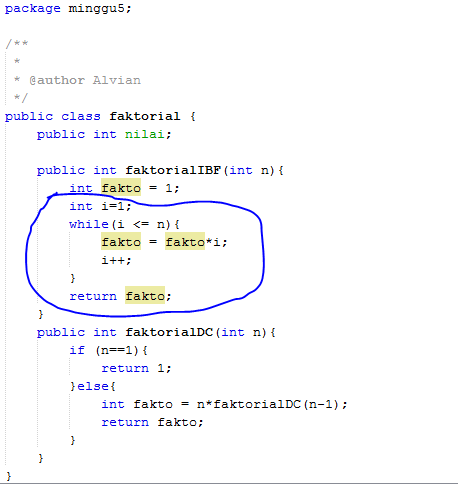 package minggu5;
/**
 *
 * @author Alvian
 */
public class faktorial {
    public int nilai;
    public int faktorialIBF(int n){
        int fakto = 1;
        int i=1;
        while(i <= n){
            fakto = fakto*i;
            i++;
        }
        return fakto;
    }
    public int faktorialDC(int n){
        if (n==1){
            return 1;
        }else{
            int fakto = n*faktorialDC(n-1);
            return fakto;
        }
    }
}